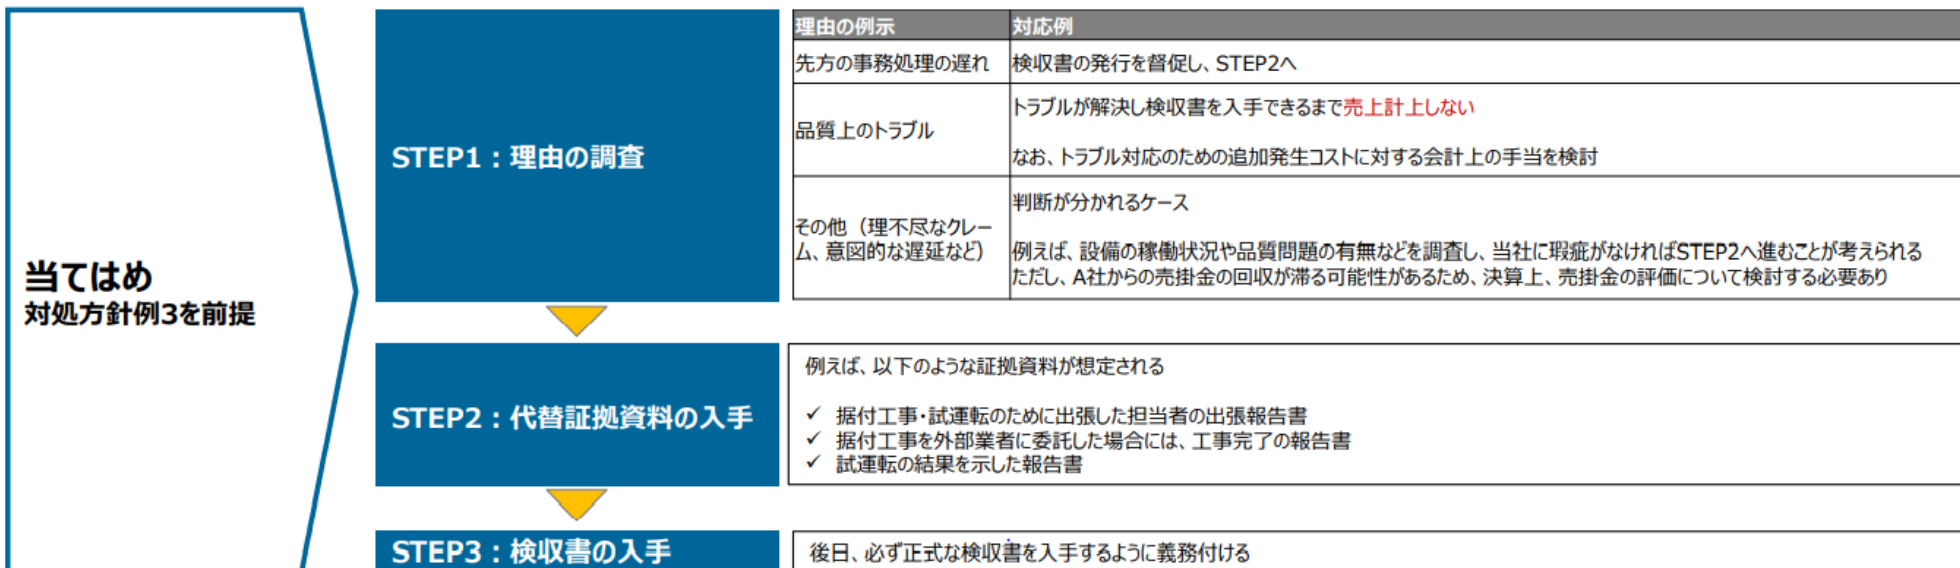 当てはめ
対処方針例3を前提
STEP1：理由の調査
理由の例示 対応例
先方の事務処理の遅れ 検収書の発行を督促し、STEP2へ
品質上のトラブル
トラブルが解決し検収書を入手できるまで売上計上しない
なお、トラブル対応のための追加発生コストに対する会計上の手当を検討
その他（理不尽なクレー
ム、意図的な遅延など）
判断が分かれるケース
例えば、設備の稼働状況や品質問題の有無などを調査し、当社に瑕疵がなければSTEP2へ進むことが考えられる
ただし、A社からの売掛金の回収が滞る可能性があるため、決算上、売掛金の評価について検討する必要あり
STEP2：代替証拠資料の入手
例えば、以下のような証拠資料が想定される
✓ 据付工事・試運転のために出張した担当者の出張報告書
✓ 据付工事を外部業者に委託した場合には、工事完了の報告書
✓ 試運転の結果を示した報告書
STEP3：検収書の入手
後日、必ず正式な検収書を入手するように義務付ける